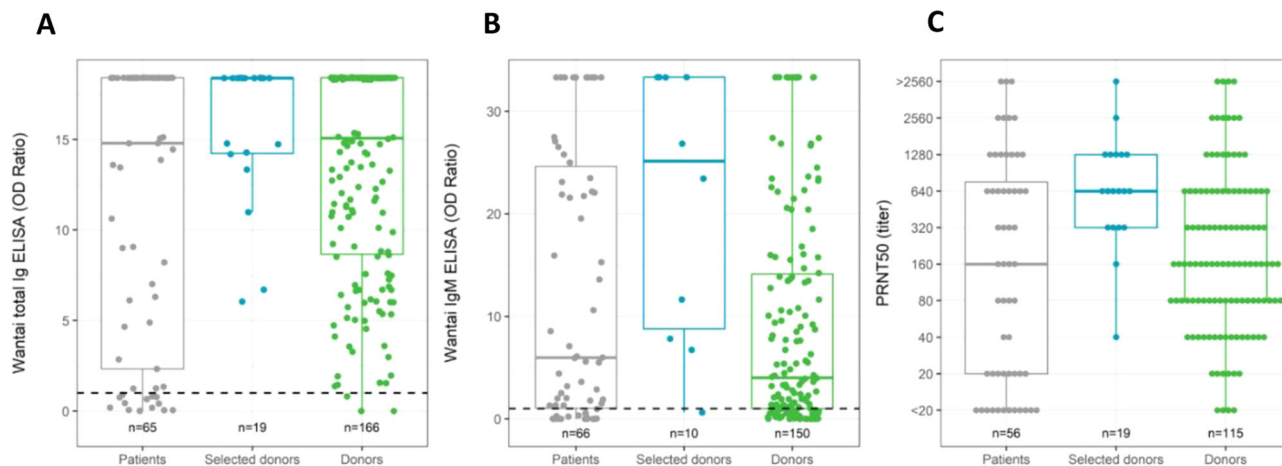 A
Wantai total Ig ELISA (OD Ratio)
15
10
5
0
n=65
n=19
n=166
Patients
Selected donors
Donors
B
Wantai IgM ELISA (OD Ratio)
30
20
10
0
n=66
n=10
n=150
Patients
Selected donors
Donors
C
PRNT50 (titer)
>2560
2560
1280
640
320
160
80
40
20
<20
n=56
n=19
n=115
Patients
Selected donors
Donors